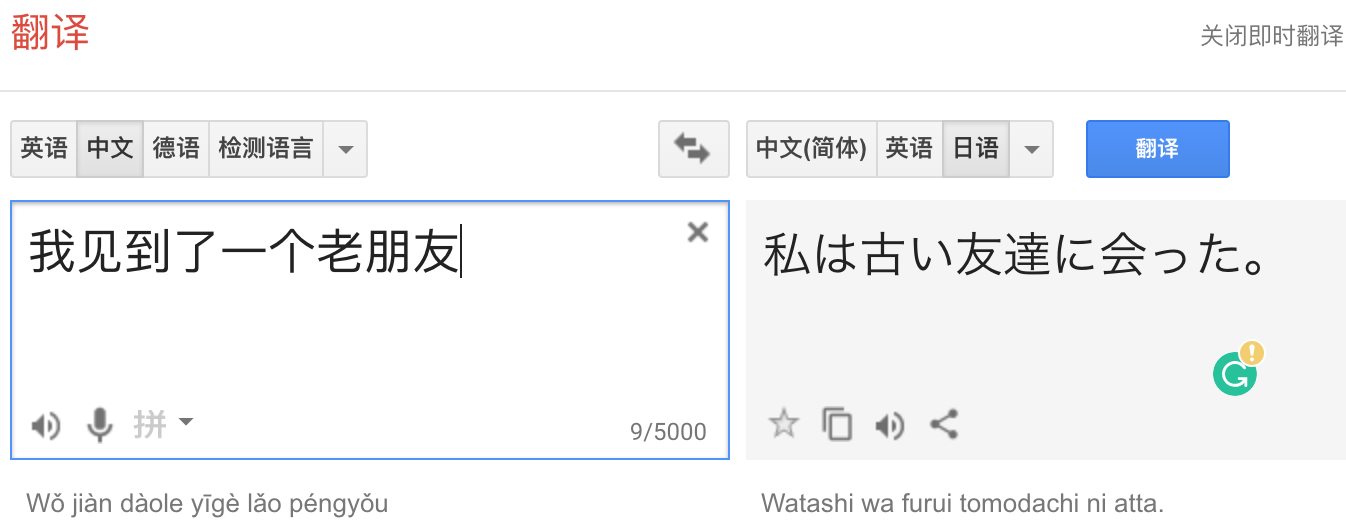 翻译
关闭即时翻译
英语 中文 德语 检测语言
中文(简体) 英语 日语
翻译
我见到了一个老朋友
私は古い友達に会った。
拼
9/5000
Wǒ jiàn dàole yīgè lǎo péngyǒu
Watashi wa furui tomodachi ni atta.